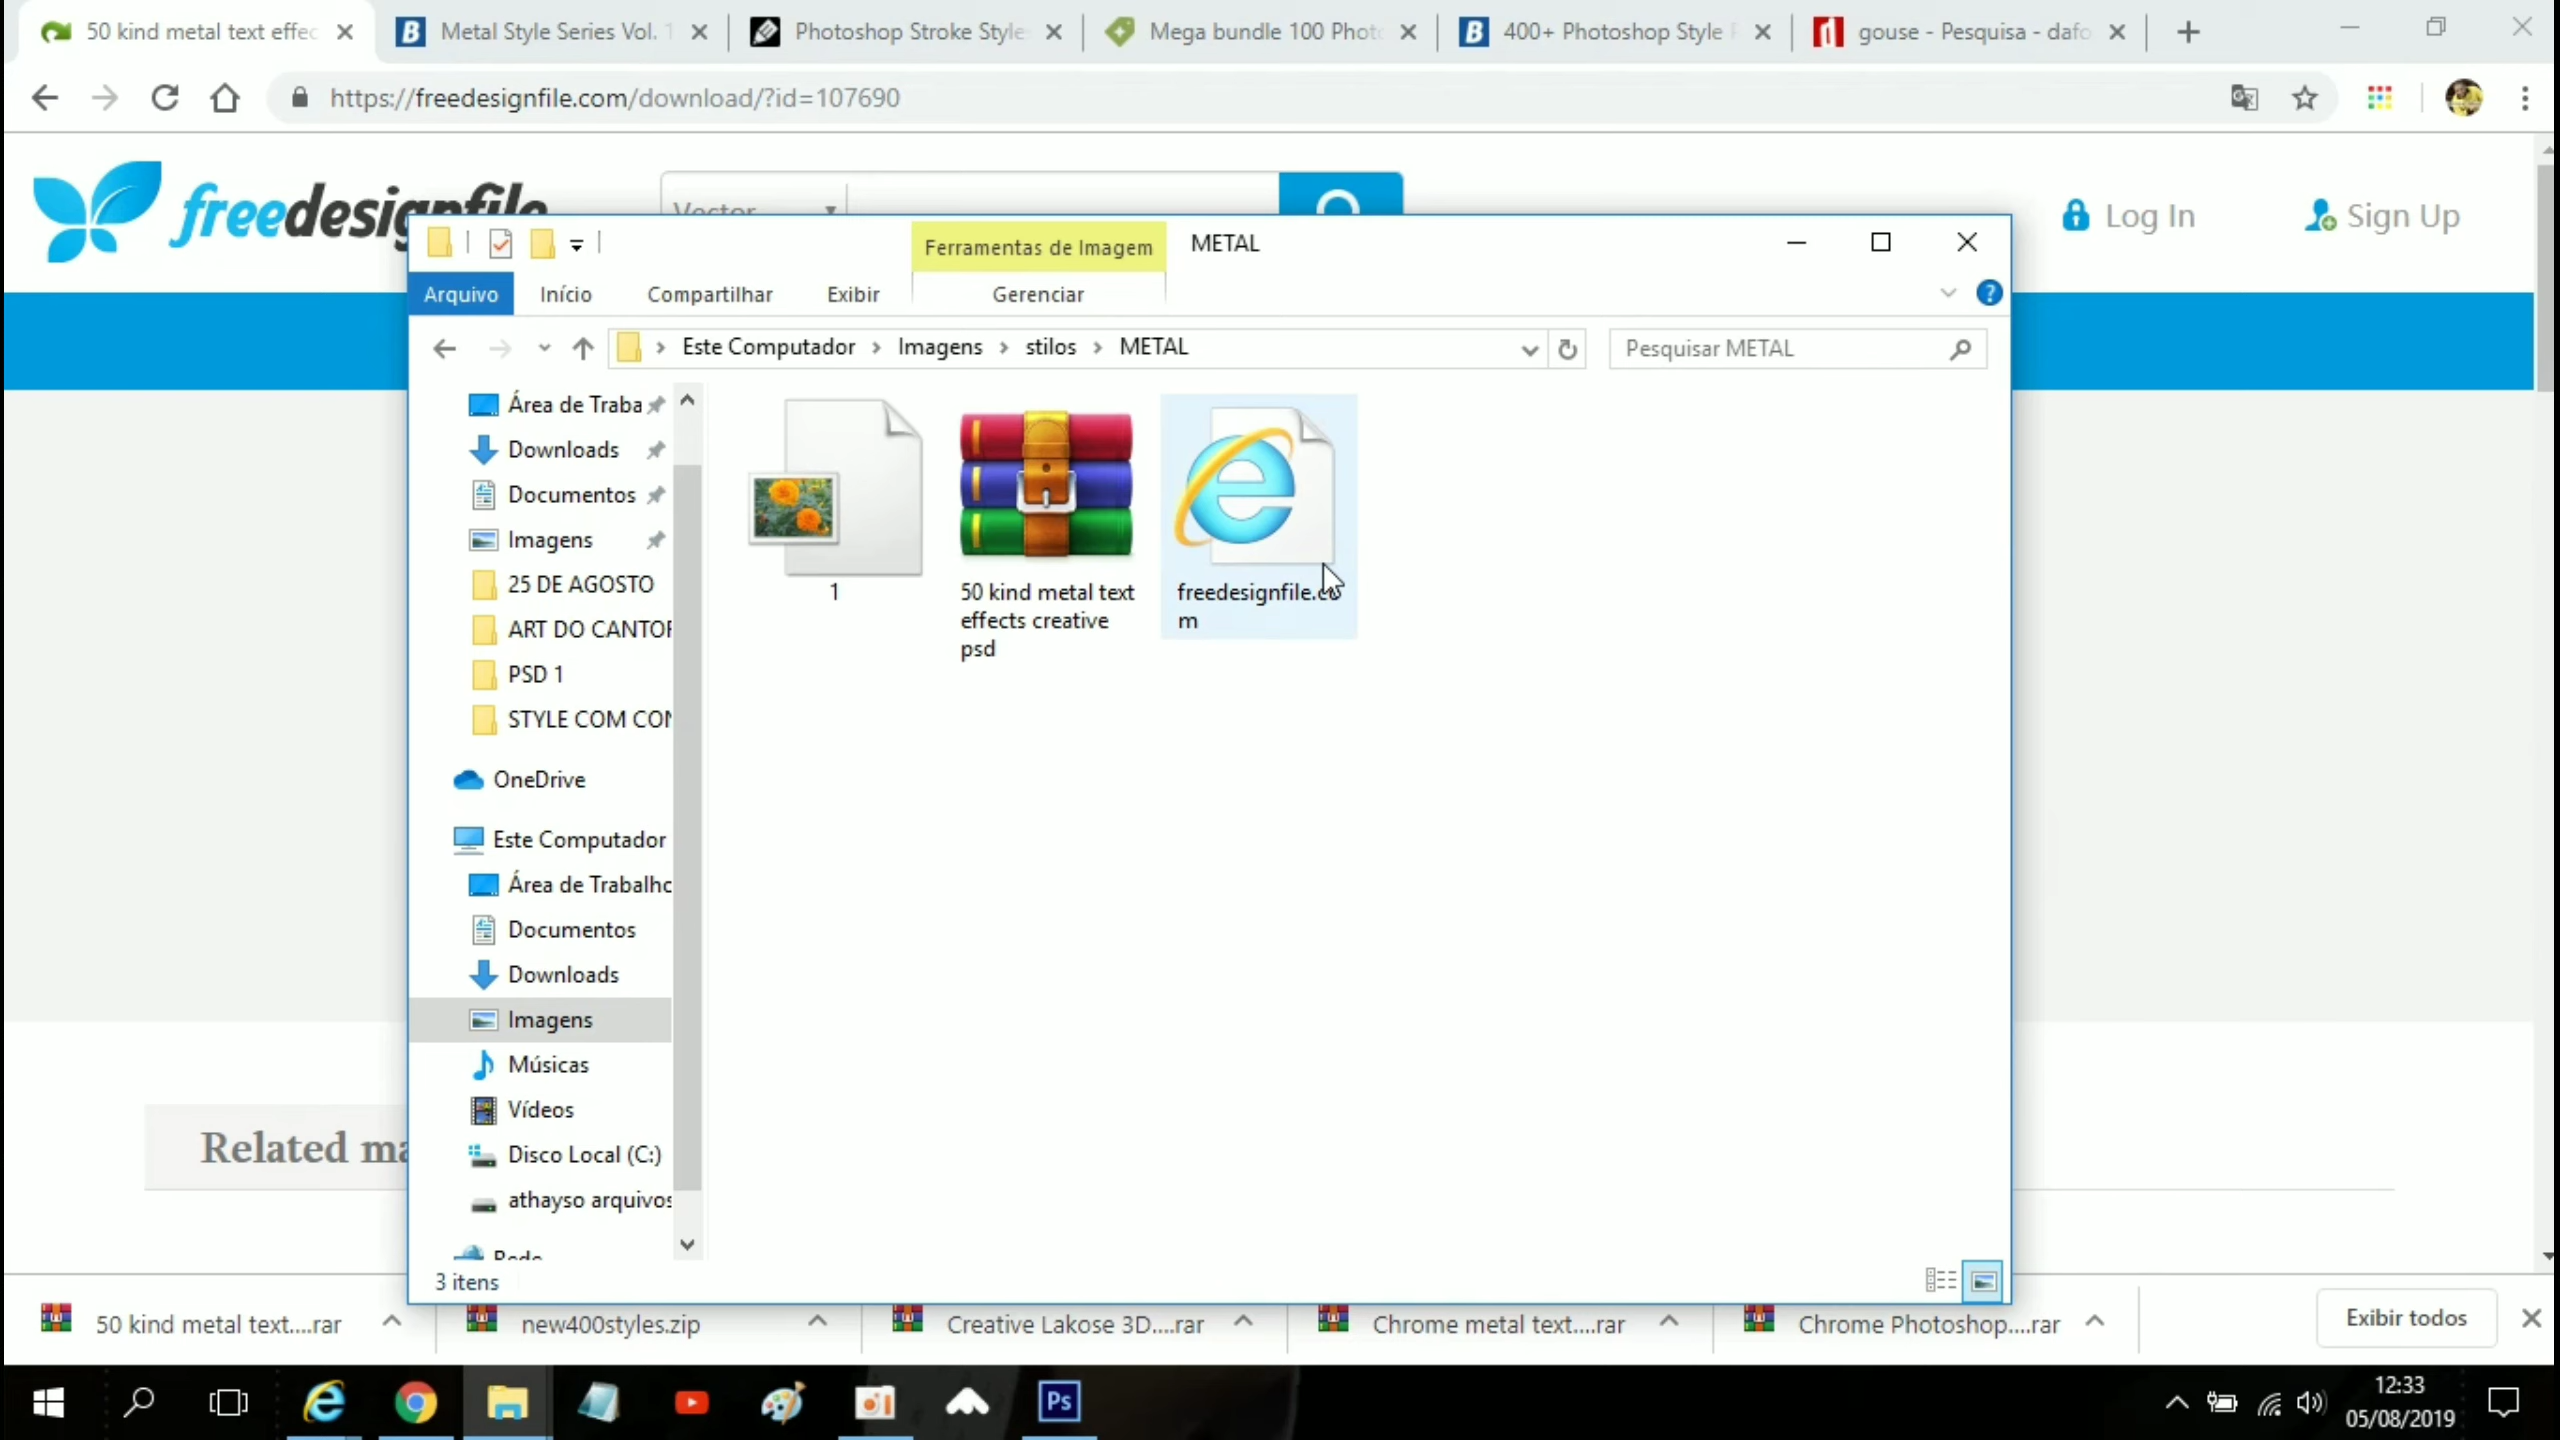 50 kind metal text effec
Metal Style Series Vol. 1
Photoshop Stroke Style
Mega bundle 100 Phot
400+ Photoshop Style P
gouse - Pesquisa - dafo
https://freedesignfile.com/download/?id=107690
freedesignfile
Vector
Log In
Sign Up
Ferramentas de Imagem
METAL
Arquivo
Início
Compartilhar
Exibir
Gerenciar
Este Computador
Imagens
stilos
METAL
Pesquisar METAL
Área de Traba
Downloads
Documentos
Imagens
25 DE AGOSTO
ART DO CANTOR
PSD 1
STYLE COM CON
OneDrive
Este Computador
Área de Trabalho
Documentos
Downloads
Imagens
Músicas
Vídeos
Disco Local (C:)
athayso arquivos
Rede
1
50 kind metal text
effects creative
psd
freedesignfile.co
m
3 itens
Related ma
50 kind metal text....rar
new400styles.zip
Creative Lakose 3D....rar
Chrome metal text....rar
Chrome Photoshop....rar
Exibir todos
Ps
12:33
05/08/2019